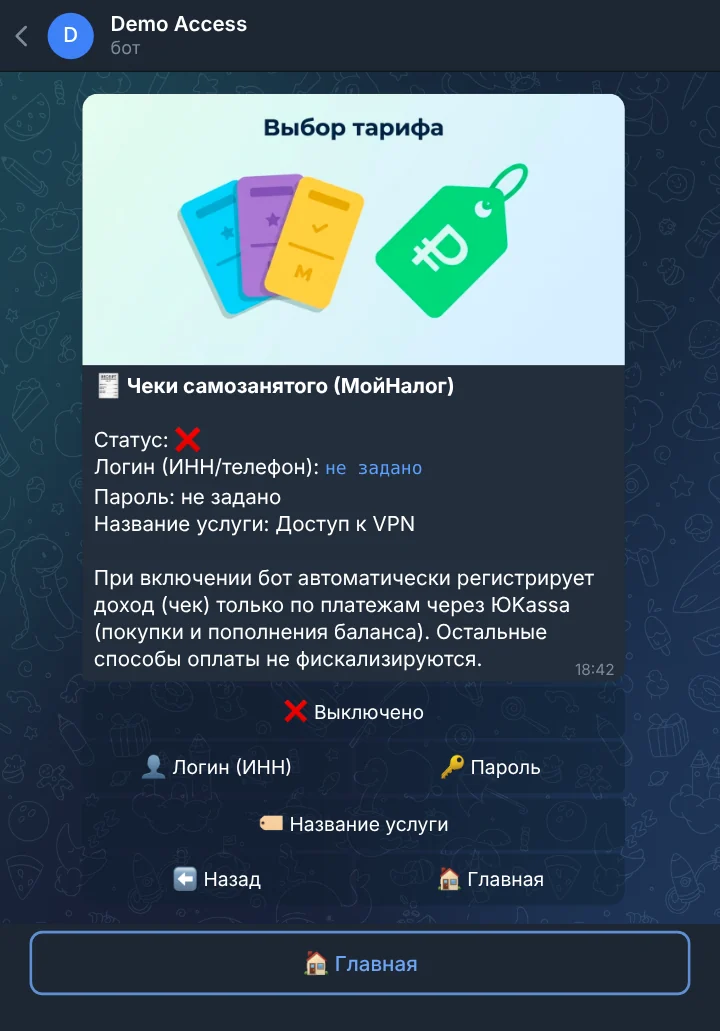 D
Demo Access
бот
Выбор тарифа
М
Чеки самозанятого (МойНалог)
Статус: ❌
Логин (ИНН/телефон): не задано
Пароль: не задано
Название услуги: Доступ к VPN
При включении бот автоматически регистрирует
доход (чек) только по платежам через ЮKassa
(покупки и пополнения баланса). Остальные
способы оплаты не фискализируются.
18:42
❌ Выключено
👤 Логин (ИНН)
🔑 Пароль
🏷️ Название услуги
⬅️ Назад
🏠 Главная
🏠 Главная